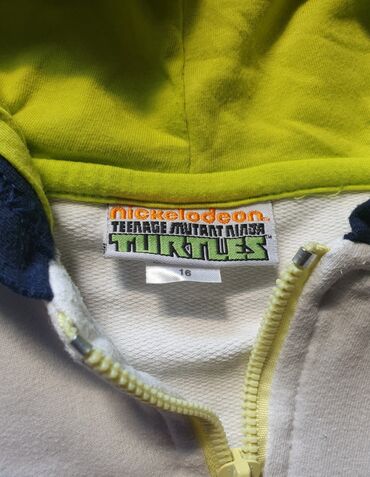 nickelodeon
TEENAGE MUTANT NINJA
TURTLES
16